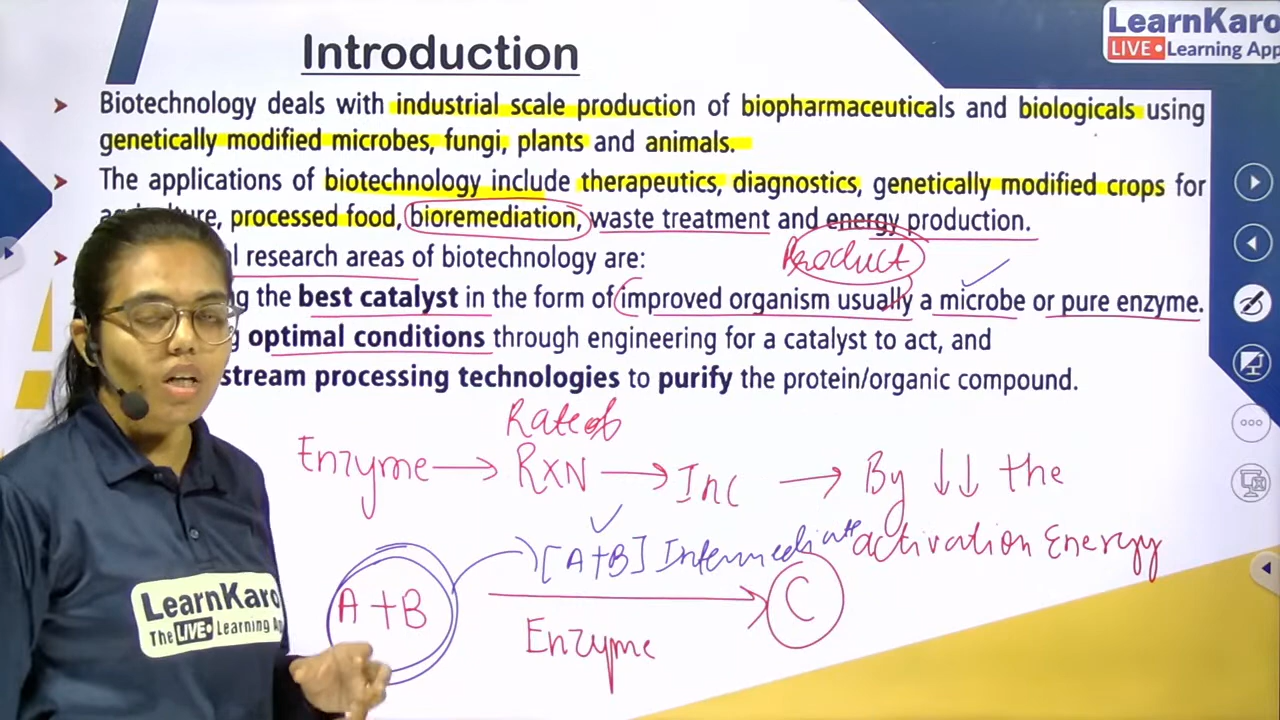 Introduction
LearnKaro
LIVE • Learning App
➤ Biotechnology deals with industrial scale production of biopharmaceuticals and biologicals using
genetically modified microbes, fungi, plants and animals.
➤ The applications of biotechnology include therapeutics, diagnostics, genetically modified crops for
processed food, bioremediation, waste treatment and energy production.
➤ research areas of biotechnology are:
Product
the best catalyst in the form of improved organism usually a microbe or pure enzyme.
optimal conditions through engineering for a catalyst to act, and
stream processing technologies to purify the protein/organic compound.
Rate of
Enzyme → RXN → Inc → By ↓↓ the
activation Energy
[A+B] Intermediate
A + B
C
Enzyme
LearnKaro
The LIVE • Learning Ap